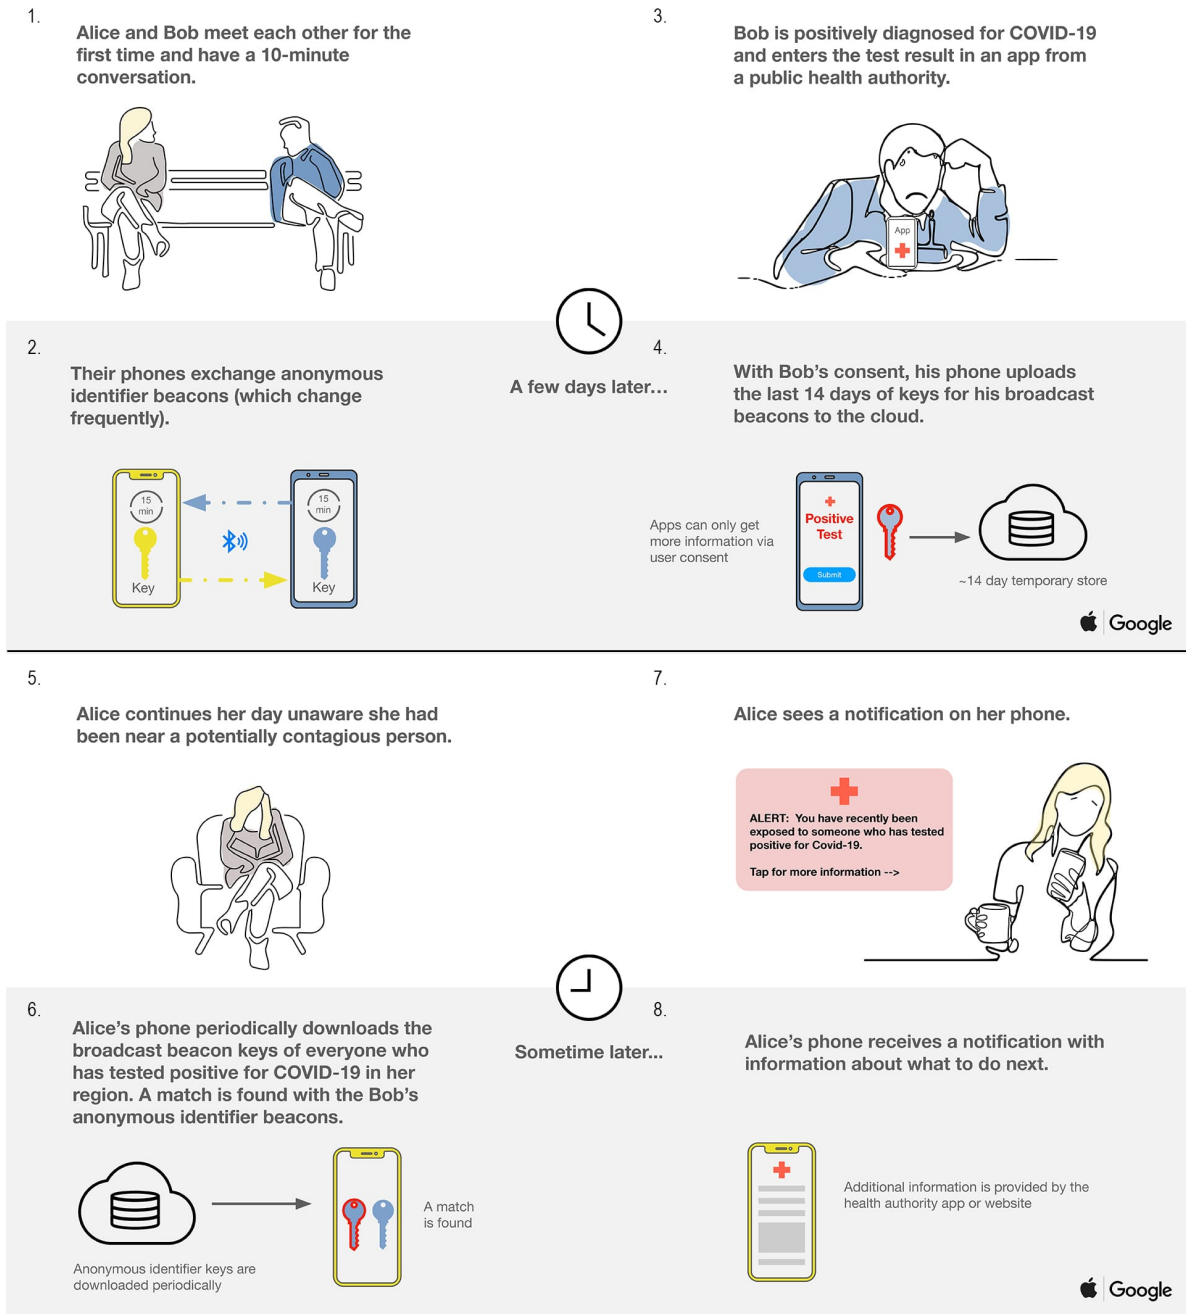 1.
Alice and Bob meet each other for the
first time and have a 10-minute
conversation.
2.
Their phones exchange anonymous
identifier beacons (which change
frequently).
15
min
Key
15
min
Key
A few days later...
3.
Bob is positively diagnosed for COVID-19
and enters the test result in an app from
a public health authority.
App
4.
With Bob’s consent, his phone uploads
the last 14 days of keys for his broadcast
beacons to the cloud.
Apps can only get
more information via
user consent
Positive
Test
Submit
~14 day temporary store
Google
5.
Alice continues her day unaware she had
been near a potentially contagious person.
6.
Alice’s phone periodically downloads the
broadcast beacon keys of everyone who
has tested positive for COVID-19 in her
region. A match is found with the Bob’s
anonymous identifier beacons.
A match
is found
Anonymous identifier keys are
downloaded periodically
Sometime later...
7.
Alice sees a notification on her phone.
ALERT: You have recently been
exposed to someone who has tested
positive for Covid-19.
Tap for more information -->
8.
Alice’s phone receives a notification with
information about what to do next.
Additional information is provided by the
health authority app or website
Google